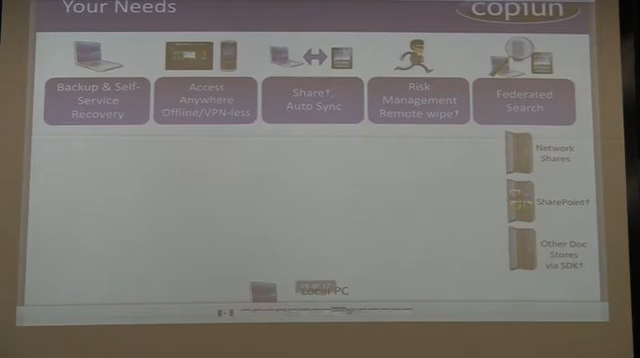 Your Needs
copiun
Backup & Self-
Service
Recovery
Access
Anywhere
Offline/VPN-less
Share†,
Auto Sync
Risk
Management
Remote wipe†
Federated
Search
Network
Shares
SharePoint†
Other Doc
Stores
via SDK†
Local PC